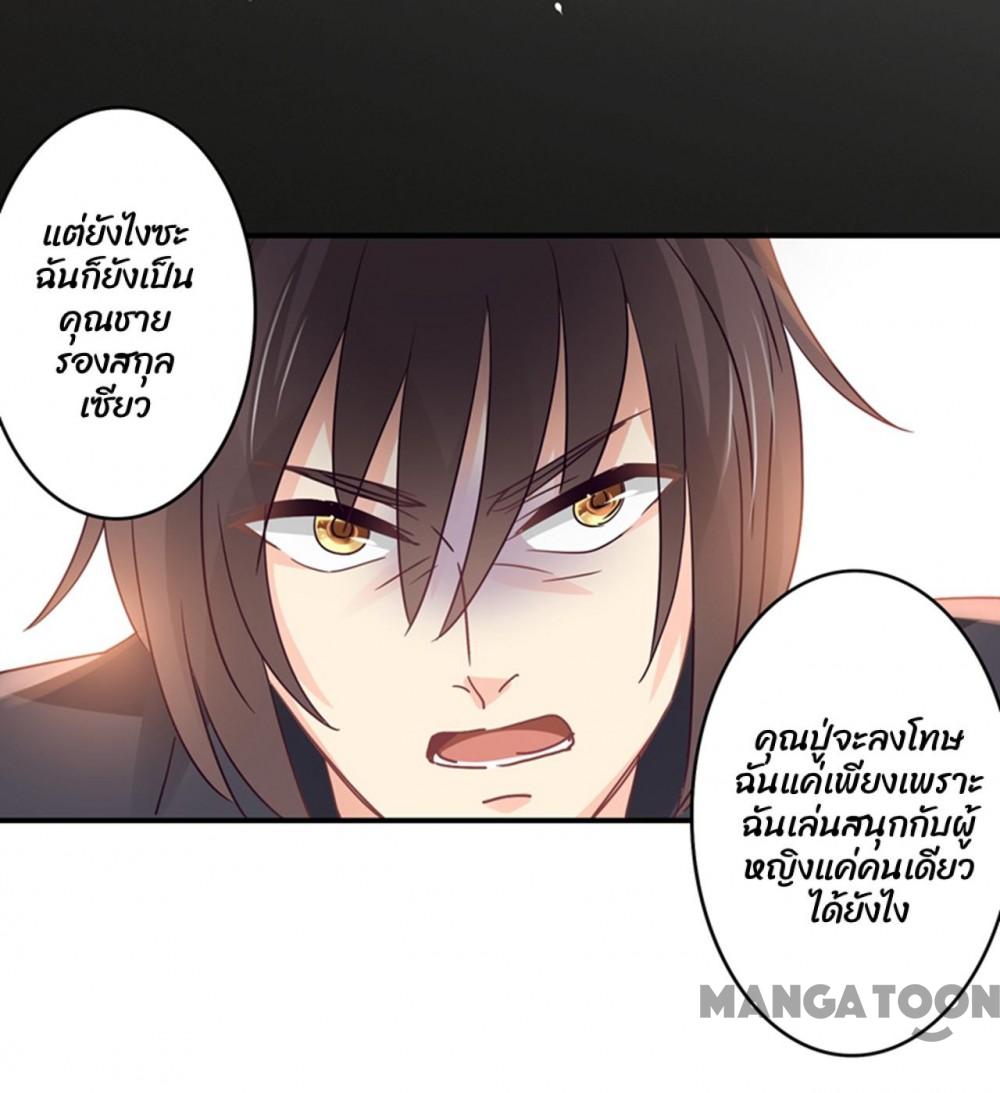 แต่ยังไงซะ
ฉันก็ยังเป็น
คุณชาย
รองสกุล
เซียว
คุณปู่จะลงโทษ
ฉันแค่เพียงเพราะ
ฉันเล่นสนุกกับผู้
หญิงแค่คนเดียว
ได้ยังไง
MANGATOON